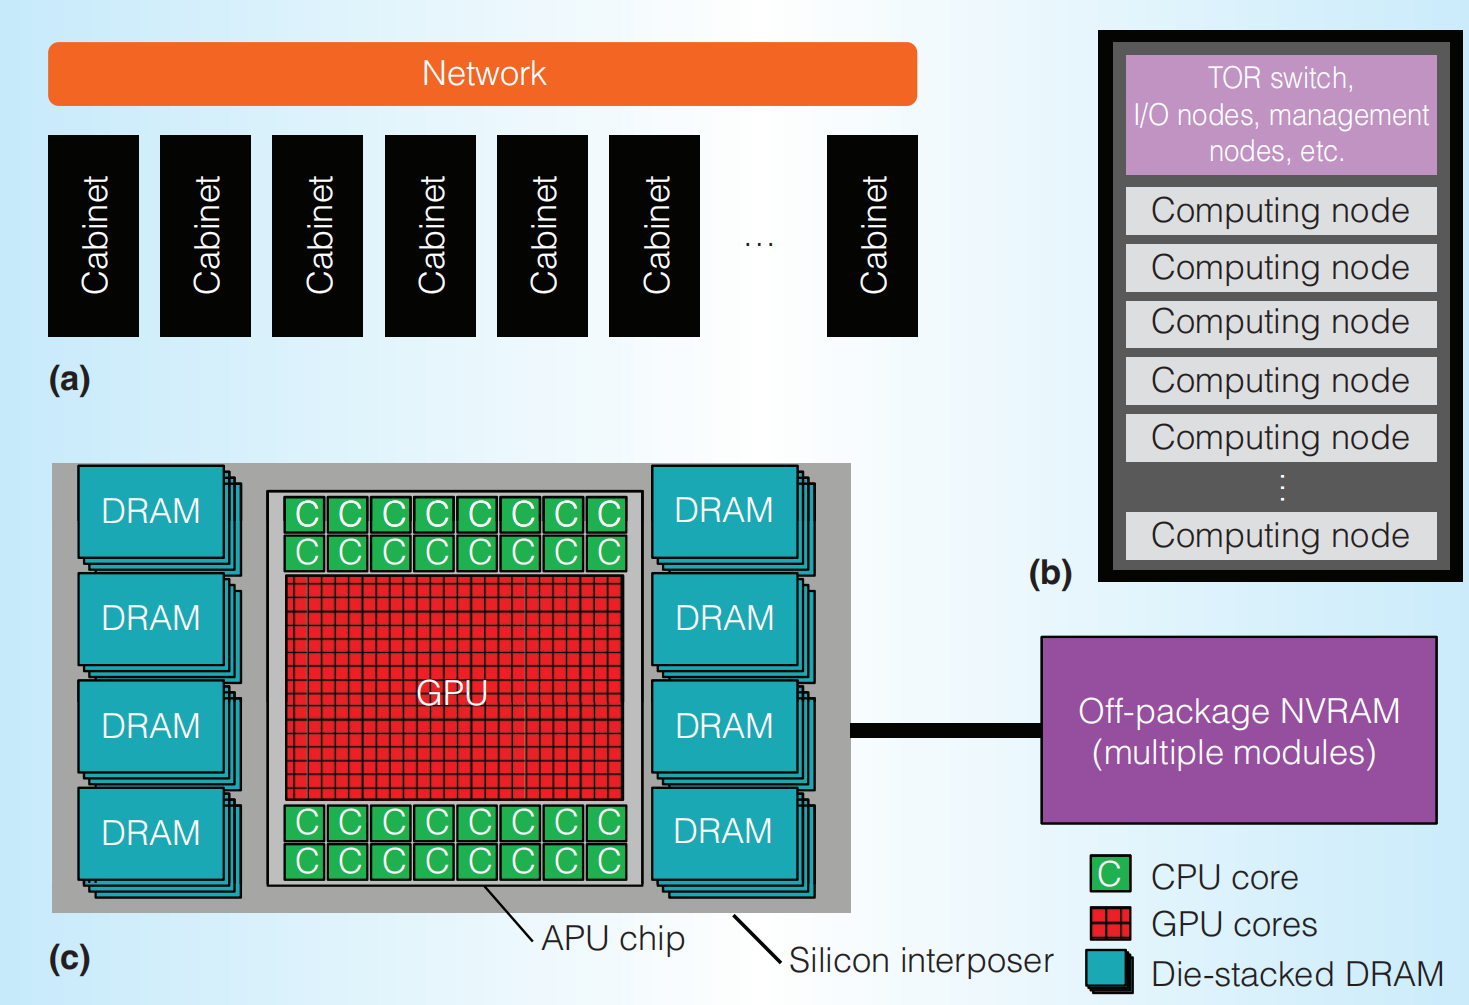 Network
Cabinet
Cabinet
Cabinet
Cabinet
Cabinet
Cabinet
...
Cabinet
(a)
TOR switch,
I/O nodes, management
nodes, etc.
Computing node
Computing node
Computing node
Computing node
Computing node
⋮
Computing node
(b)
DRAM
DRAM
DRAM
DRAM
C C C C C C C C
C C C C C C C C
GPU
C C C C C C C C
C C C C C C C C
DRAM
DRAM
DRAM
DRAM
APU chip
Silicon interposer
(c)
Off-package NVRAM
(multiple modules)
C CPU core
GPU cores
Die-stacked DRAM